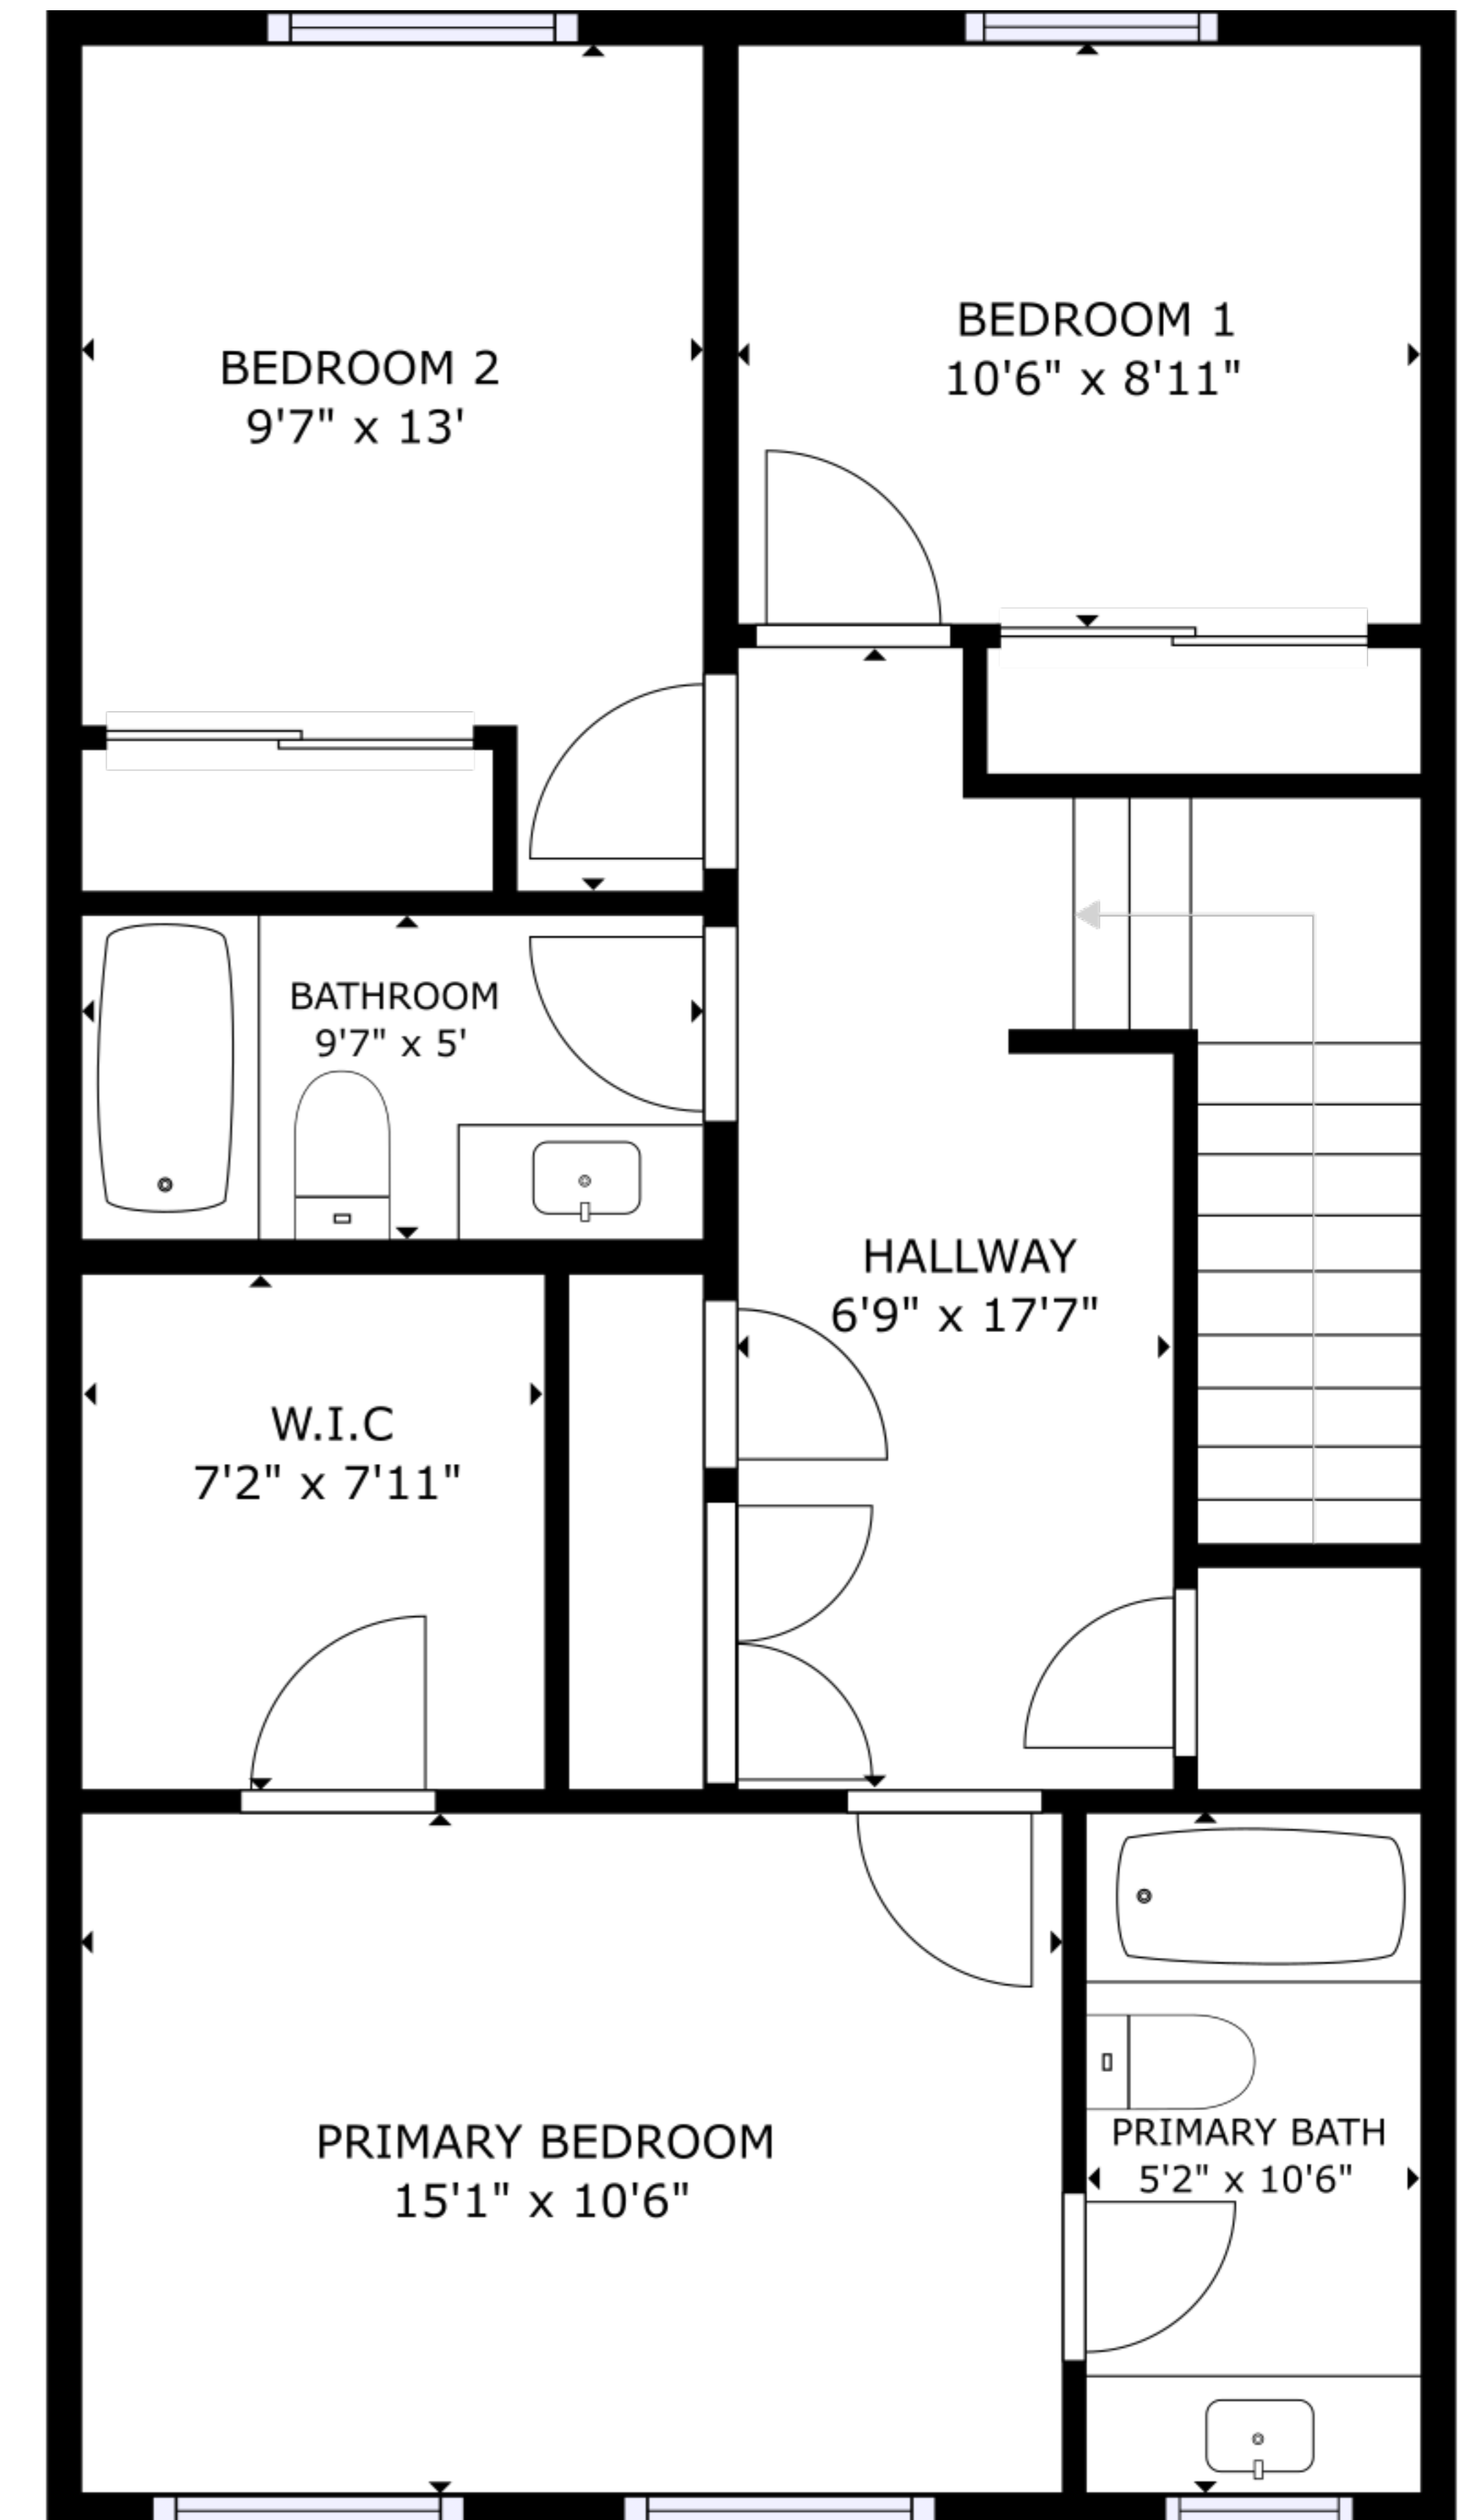 BEDROOM 1
10'6" x 8'11"
BEDROOM 2
9'7" x 13'
BATHROOM
9'7" x 5'
HALLWAY
6'9" x 17'7"
W.I.C
7'2" x 7'11"
PRIMARY BEDROOM
15'1" x 10'6"
PRIMARY BATH
5'2" x 10'6"